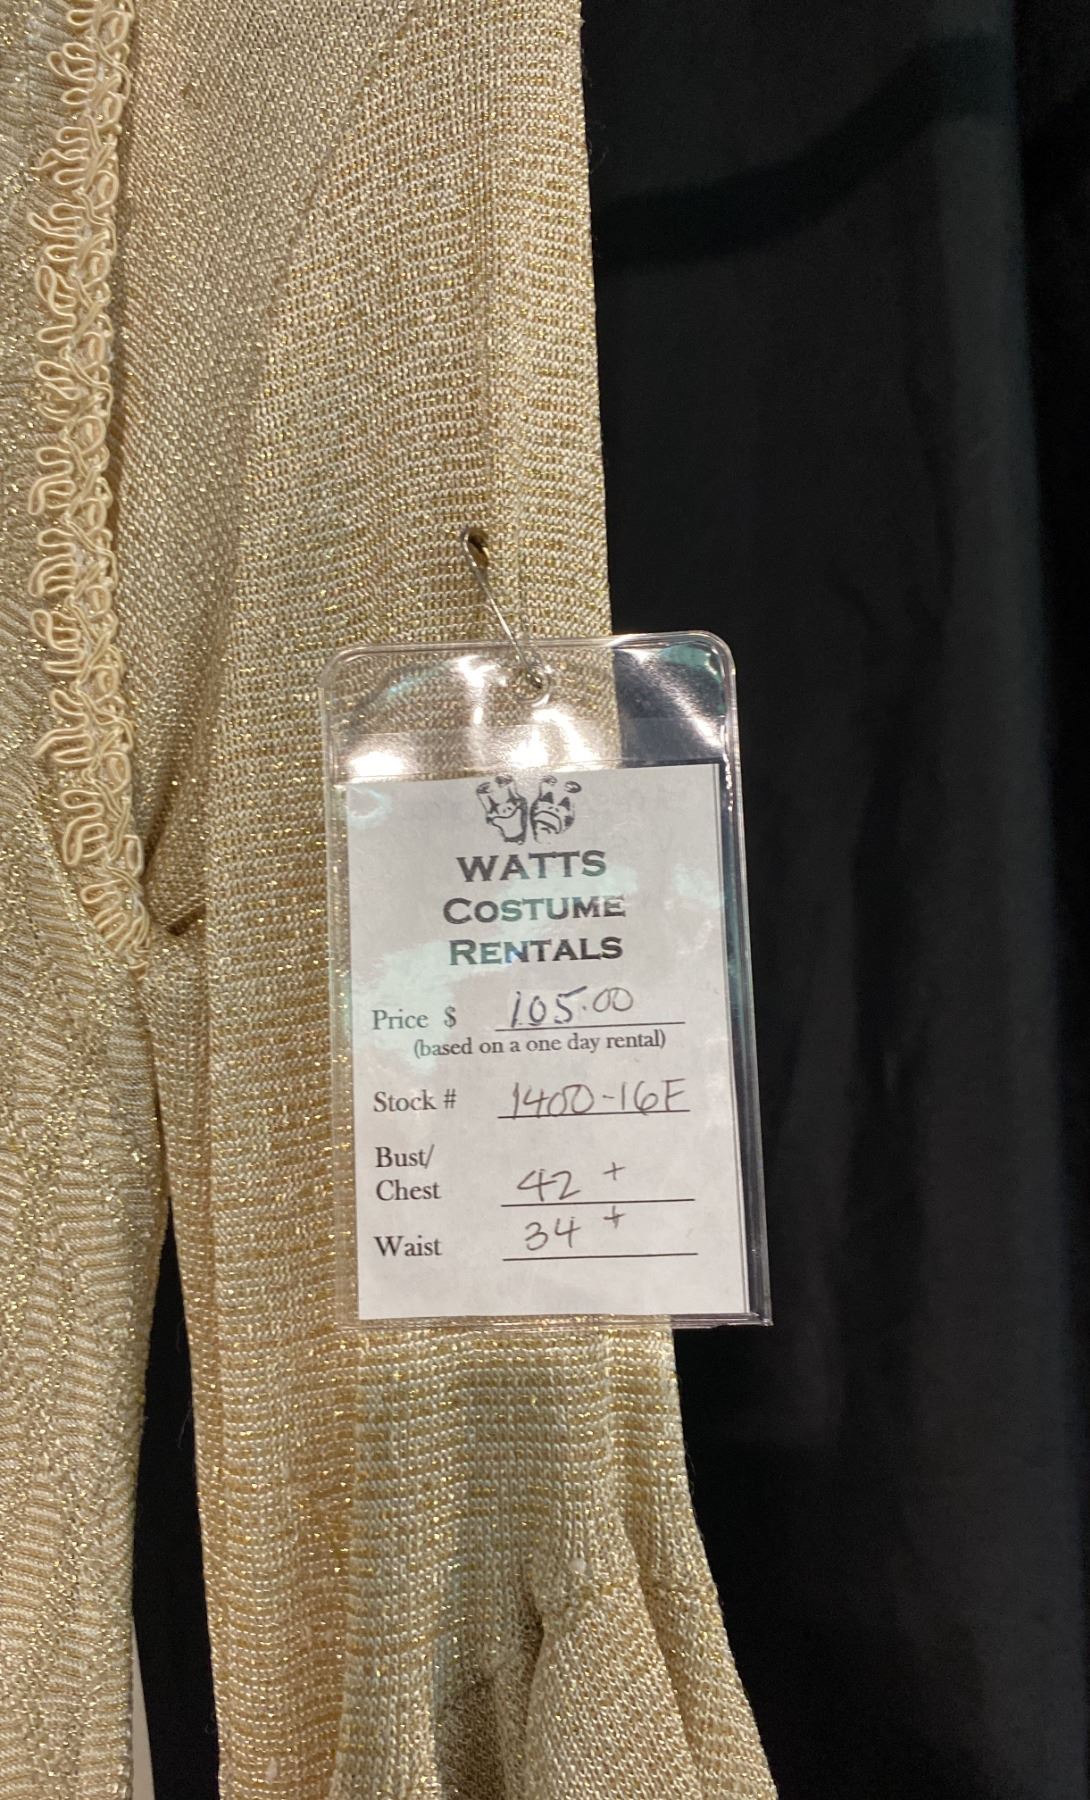 WATTS
COSTUME
RENTALS
Price $ 105.00
(based on a one day rental)
Stock # 1400-16F
Bust/
Chest 42+
Waist 34+